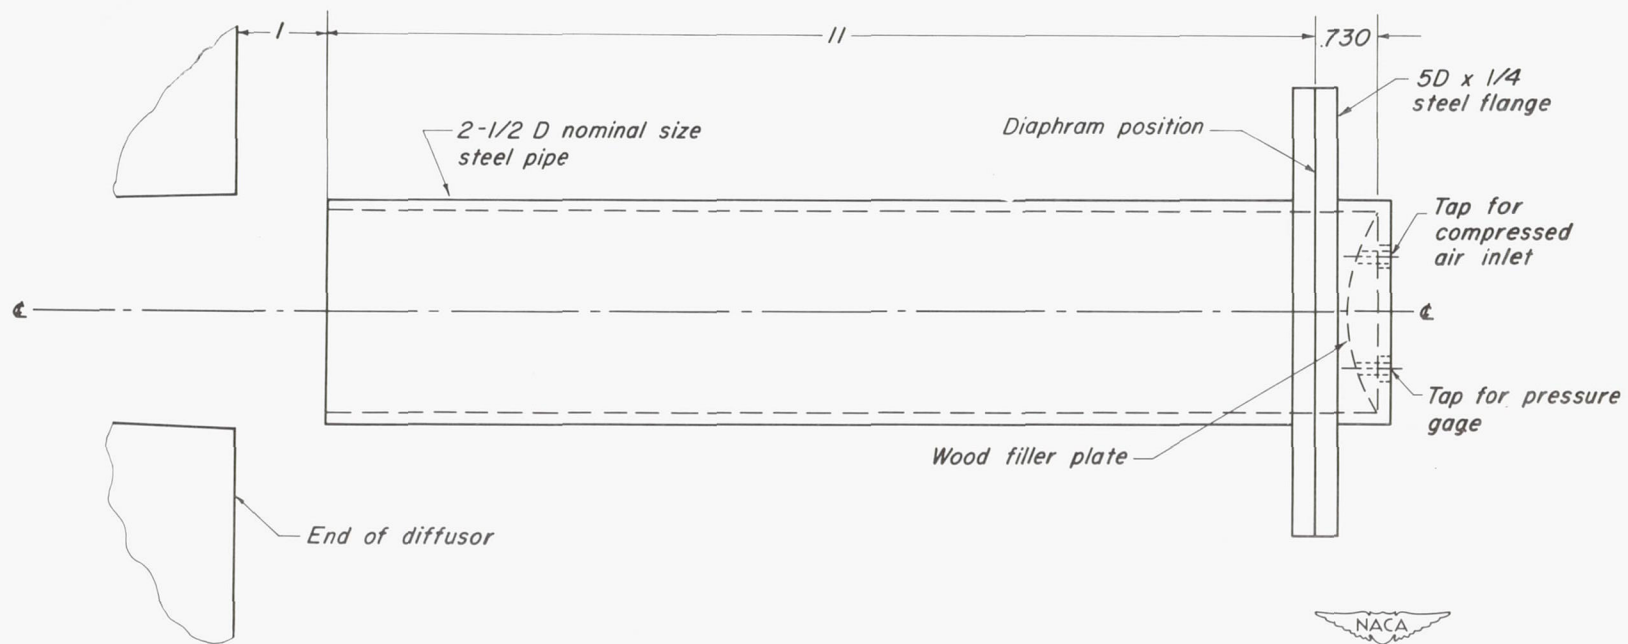 1
11
.730
5D x 1/4
steel flange
2-1/2 D nominal size
steel pipe
Diaphram position
Tap for
compressed
air inlet
℄
℄
Tap for pressure
gage
Wood filler plate
End of diffusor
NACA